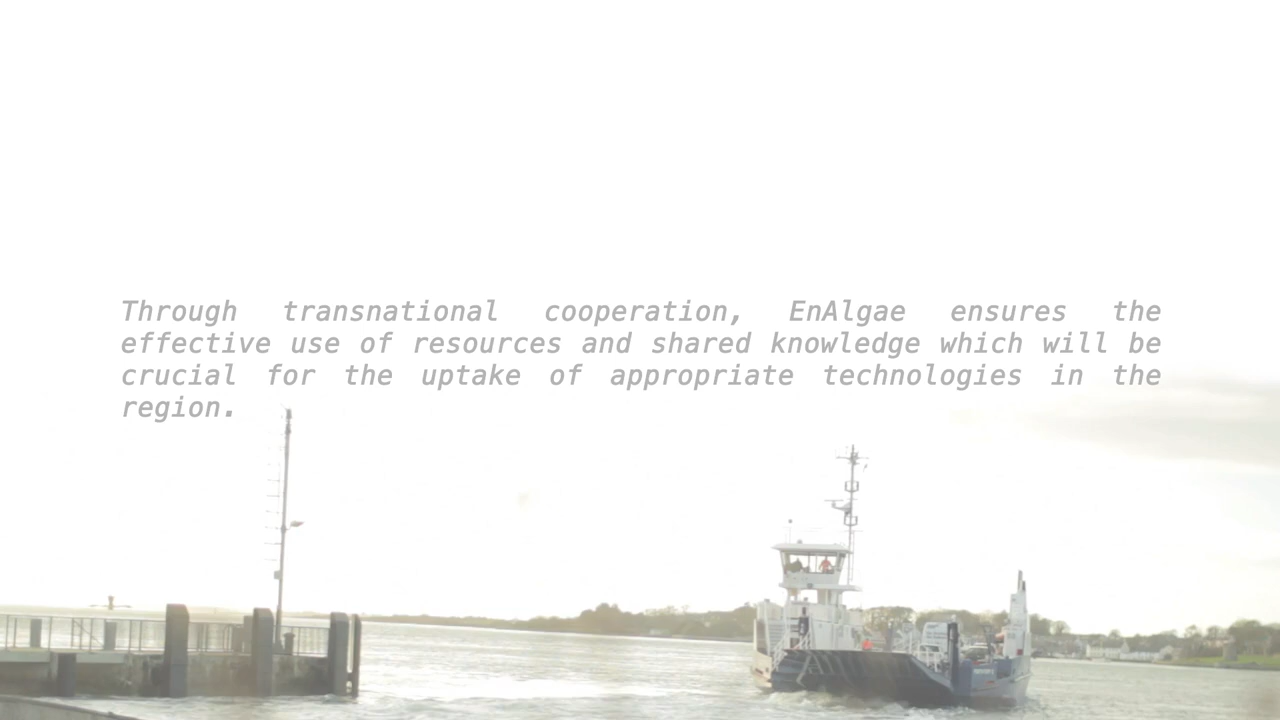 Through transnational cooperation, EnAlgae ensures the
effective use of resources and shared knowledge which will be
crucial for the uptake of appropriate technologies in the
region.